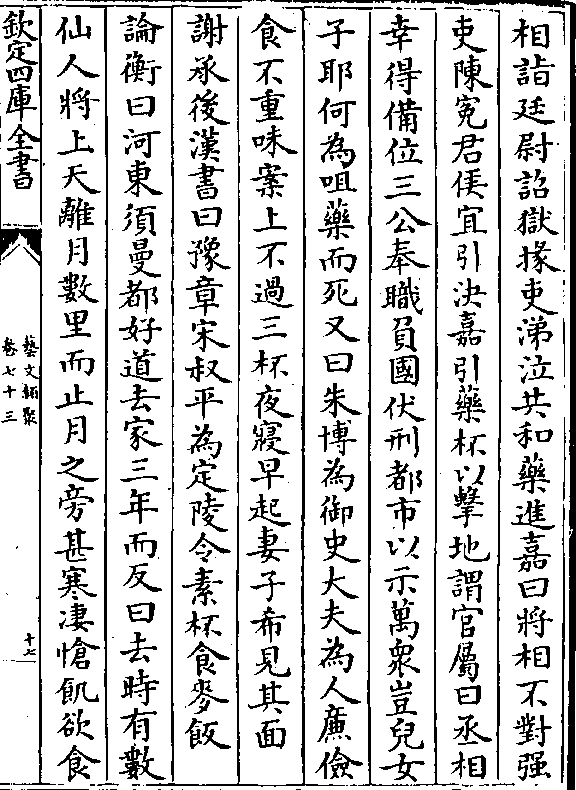 相詣廷尉詔獄掾吏涕泣共和藥進嘉曰將相不對强
吏陳寃君侯宜引決嘉引藥杯以擊地謂官屬曰丞相
幸得備位三公奉職負國伏刑都市以示萬衆豈兒女
子耶何為咀藥而死又曰朱博為御史大夫為人廉儉
食不重味案上不過三杯夜寢早起妻子希見其面
謝承後漢書曰豫章宋叔平為定陵令素杯食麥飯
論衡曰河東須曼都好道去家三年而反曰去時有數
仙人將上天離月數里而止月之旁甚寒淒愴飢欲食
欽定四庫全書
藝文類聚
卷七十三
十七